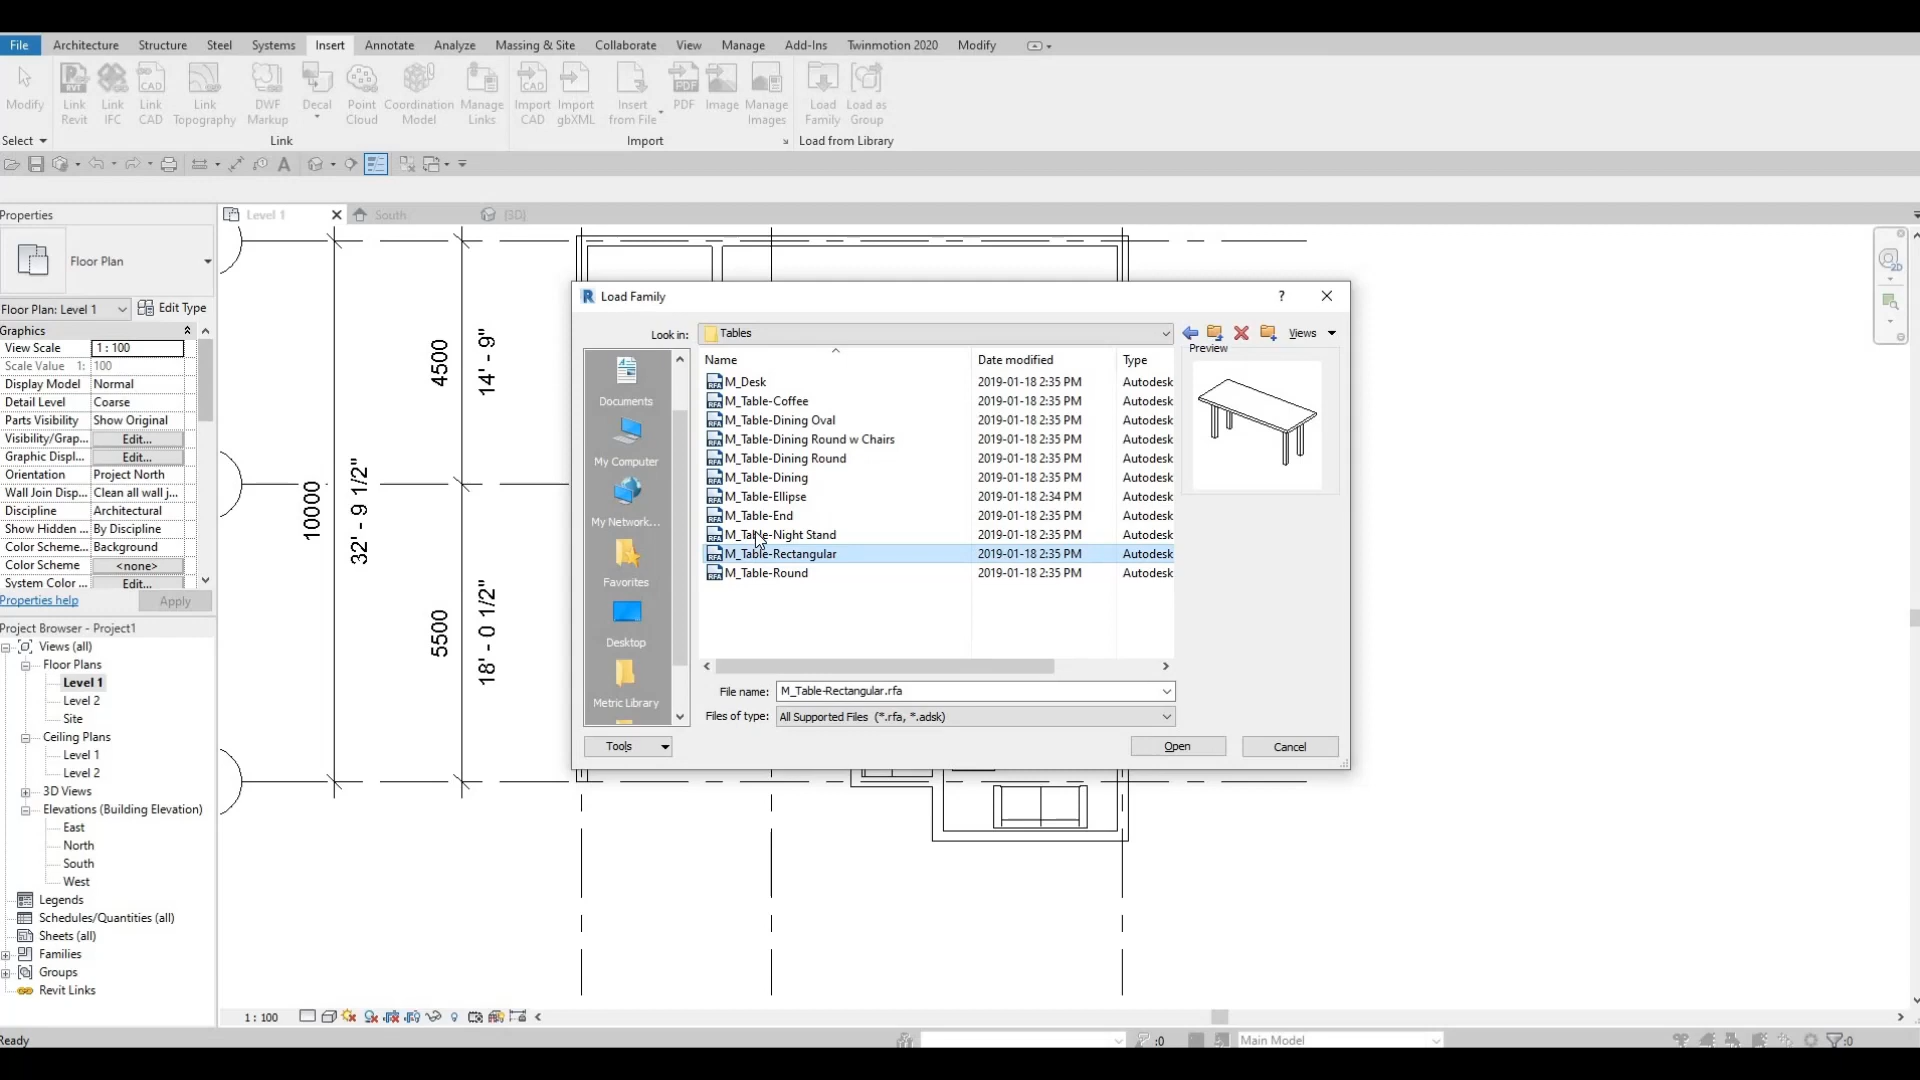 File Architecture Structure Steel Systems Insert Annotate Analyze Massing & Site Collaborate View Manage Add-Ins Twinmotion 2020 Modify
Modify
Link Revit
Link IFC
Link CAD
Link Topography
DWF Markup
Decal
Point Cloud
Coordination Model
Manage Links
Import CAD
Import gbXML
Insert from File
PDF
Image
Manage Images
Load Family
Load as Group
Select Link Import Load from Library
Properties
Level 1 South {3D}
Floor Plan
Floor Plan: Level 1 Edit Type
Graphics
View Scale 1 : 100
Scale Value 1: 100
Display Model Normal
Detail Level Coarse
Parts Visibility Show Original
Visibility/Grap... Edit...
Graphic Displ... Edit...
Orientation Project North
Wall Join Disp... Clean all wall j...
Discipline Architectural
Show Hidden ... By Discipline
Color Scheme... Background
Color Scheme <none>
System Color ... Edit...
Properties help Apply
Project Browser - Project1
Views (all)
Floor Plans
Level 1
Level 2
Site
Ceiling Plans
Level 1
Level 2
3D Views
Elevations (Building Elevation)
East
North
South
West
Legends
Schedules/Quantities (all)
Sheets (all)
Families
Groups
Revit Links
10000
32' - 9 1/2"
4500
14' - 9"
5500
18' - 0 1/2"
Load Family
Look in: Tables Views
Documents
My Computer
My Network...
Favorites
Desktop
Metric Library
Name Date modified Type
M_Desk 2019-01-18 2:35 PM Autodesk
M_Table-Coffee 2019-01-18 2:35 PM Autodesk
M_Table-Dining Oval 2019-01-18 2:35 PM Autodesk
M_Table-Dining Round w Chairs 2019-01-18 2:35 PM Autodesk
M_Table-Dining Round 2019-01-18 2:35 PM Autodesk
M_Table-Dining 2019-01-18 2:35 PM Autodesk
M_Table-Ellipse 2019-01-18 2:34 PM Autodesk
M_Table-End 2019-01-18 2:35 PM Autodesk
M_Table-Night Stand 2019-01-18 2:35 PM Autodesk
M_Table-Rectangular 2019-01-18 2:35 PM Autodesk
M_Table-Round 2019-01-18 2:35 PM Autodesk
Preview
File name: M_Table-Rectangular.rfa
Files of type: All Supported Files (*.rfa, *.adsk)
Tools Open Cancel
1 : 100
Ready :0 Main Model :0